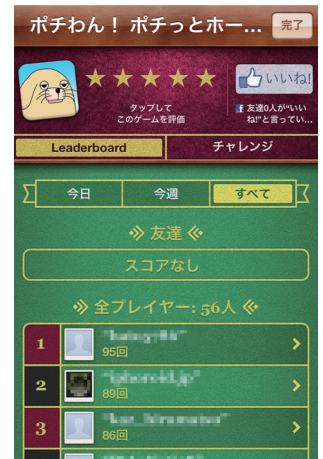 ポチわん！ ポチっとホー...
完了
いいね!
タップして
このゲームを評価
f 友達0人が"いい
ね!"と言ってい...
Leaderboard
チャレンジ
今日
今週
すべて
友達
スコアなし
全プレイヤー: 56人
1
95回
2
89回
3
86回